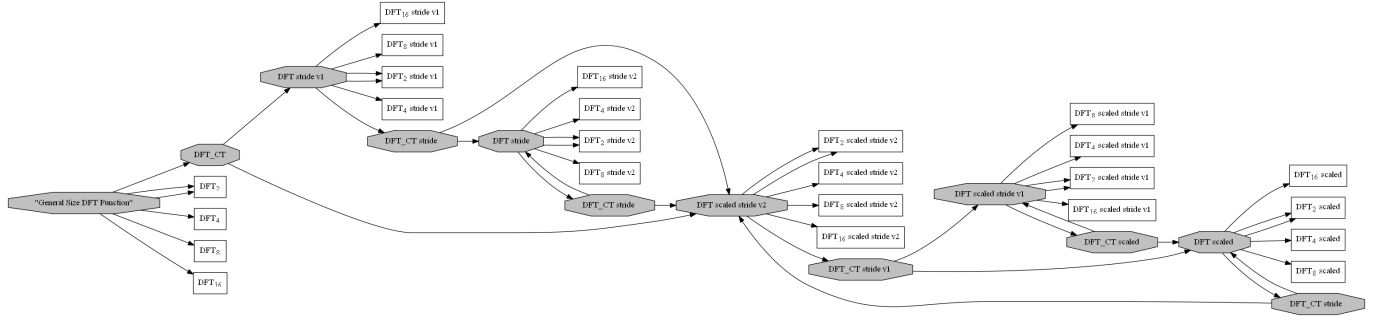 DFT16 stride v1
DFT8 stride v1
DFT stride v1
DFT2 stride v1
DFT4 stride v1
DFT_CT stride
DFT_CT
"General Size DFT Function"
DFT2
DFT4
DFT8
DFT16
DFT16 stride v2
DFT4 stride v2
DFT stride
DFT2 stride v2
DFT8 stride v2
DFT_CT stride
DFT2 scaled stride v2
DFT4 scaled stride v2
DFT scaled stride v2
DFT8 scaled stride v2
DFT16 scaled stride v2
DFT_CT stride v1
DFT8 scaled stride v1
DFT4 scaled stride v1
DFT scaled stride v1
DFT2 scaled stride v1
DFT16 scaled stride v1
DFT_CT scaled
DFT16 scaled
DFT2 scaled
DFT scaled
DFT4 scaled
DFT8 scaled
DFT_CT stride